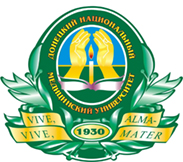 ДОНЕЦКИЙ НАЦИОНАЛЬНЫЙ
МЕДИЦИНСКИЙ УНИВЕРСИТЕТ
VIVE,
VIVE,
1930
ALMA-
MATER